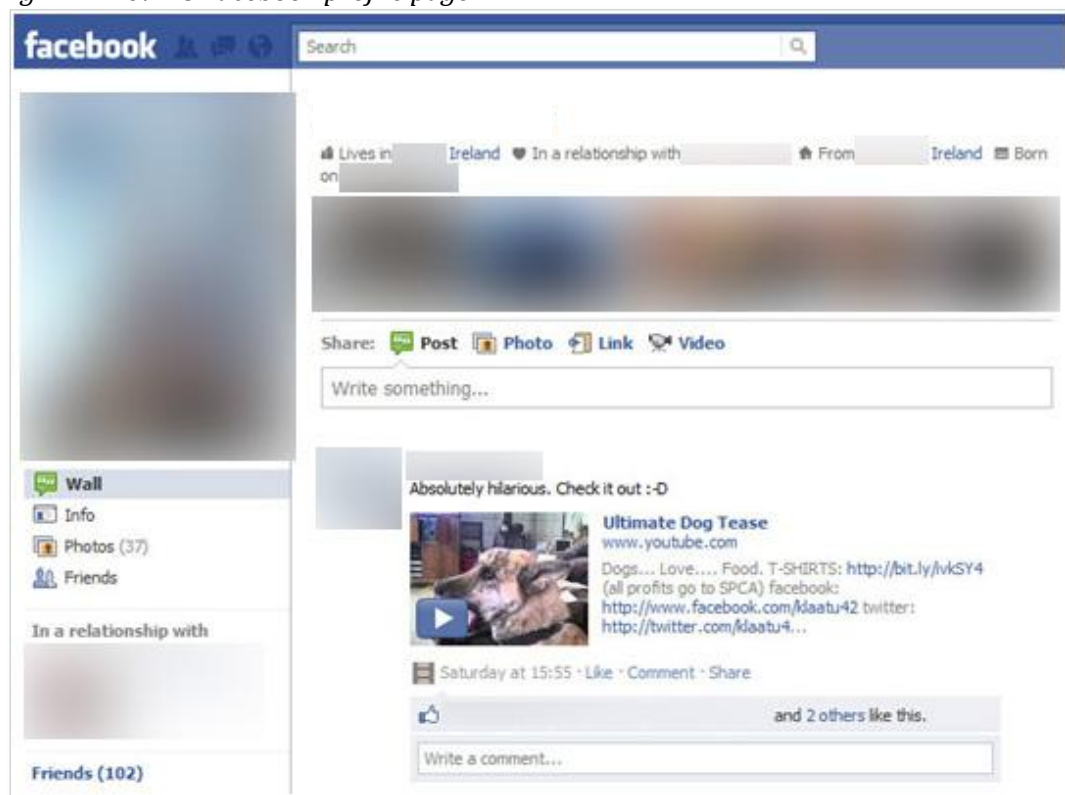 facebook
Search
Lives in Ireland In a relationship with From Ireland Born
on
Share: Post Photo Link Video
Write something...
Wall
Info
Photos (37)
Friends
In a relationship with
Friends (102)
Absolutely hilarious. Check it out :-D
Ultimate Dog Tease
www.youtube.com
Dogs... Love.... Food. T-SHIRTS: http://bit.ly/ivkSY4
(all profits go to SPCA) facebook:
http://www.facebook.com/klaatu42 twitter:
http://twitter.com/klaatu4...
Saturday at 15:55 · Like · Comment · Share
and 2 others like this.
Write a comment...